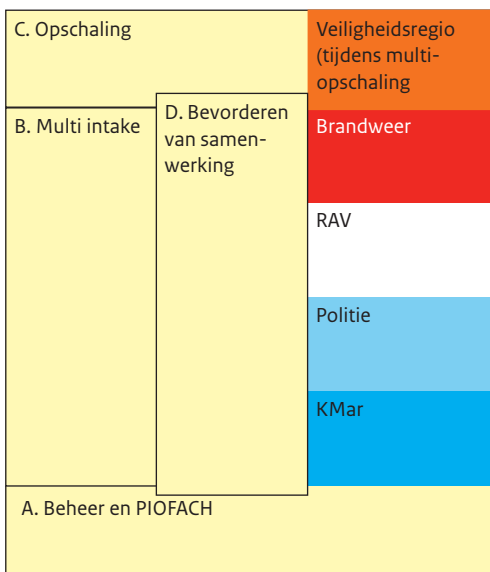 C. Opschaling
Veiligheidsregio
(tijdens multi-
opschaling
B. Multi intake
D. Bevorderen
van samen-
werking
Brandweer
RAV
Politie
KMar
A. Beheer en PIOFACH